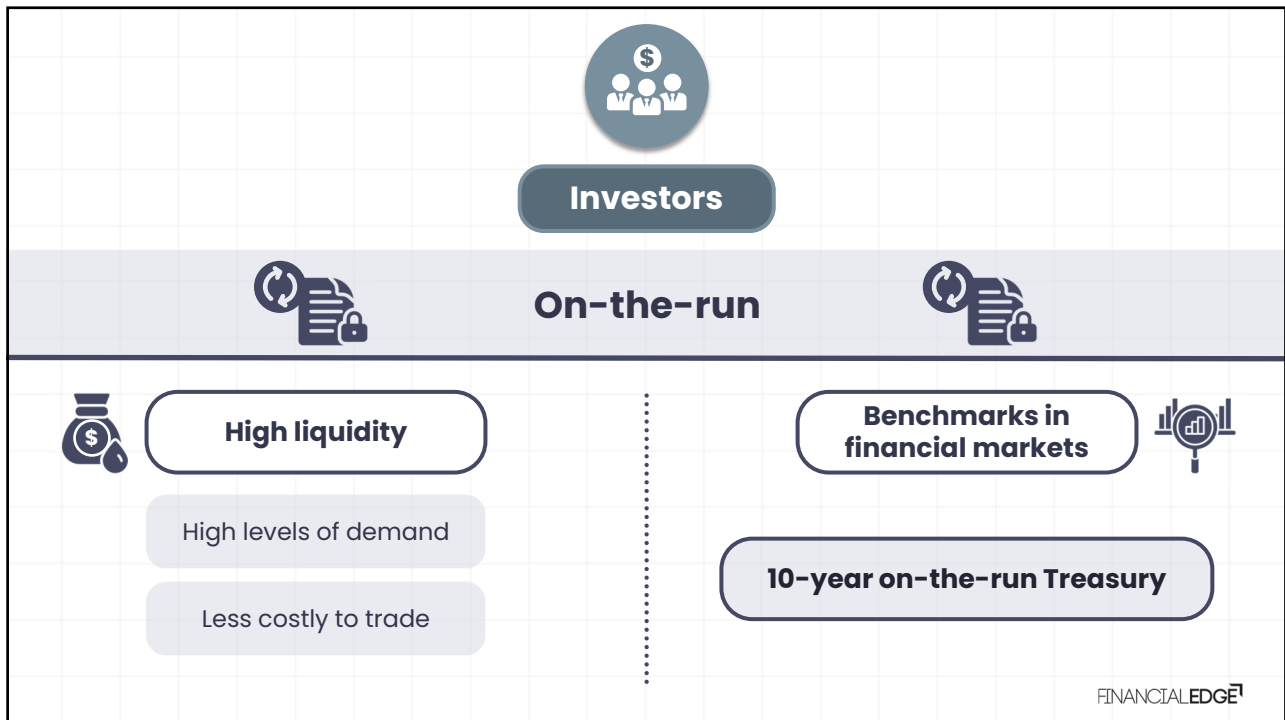 $
Investors
On-the-run
$
High liquidity
High levels of demand
Less costly to trade
Benchmarks in
financial markets
10-year on-the-run Treasury
FINANCIALEDGE